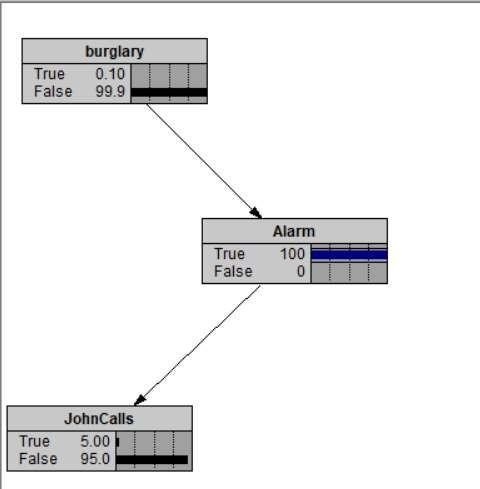 burglary
True 0.10
False 99.9
Alarm
True 100
False 0
JohnCalls
True 5.00
False 95.0